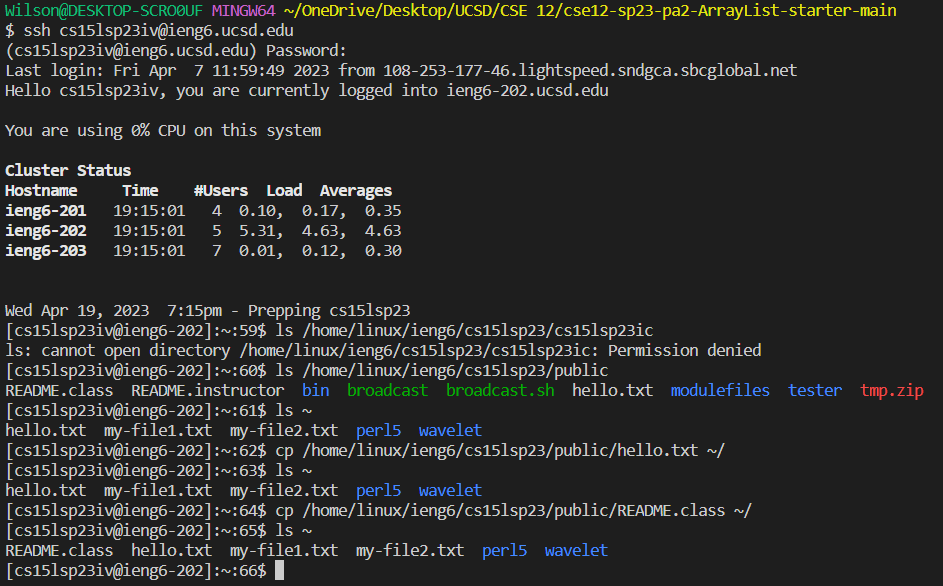 Wilson@DESKTOP-SCRO0UF MINGW64 ~/OneDrive/Desktop/UCSD/CSE 12/cse12-sp23-pa2-ArrayList-starter-main
$ ssh cs15lsp23iv@ieng6.ucsd.edu
(cs15lsp23iv@ieng6.ucsd.edu) Password:
Last login: Fri Apr  7 11:59:49 2023 from 108-253-177-46.lightspeed.sndgca.sbcglobal.net
Hello cs15lsp23iv, you are currently logged into ieng6-202.ucsd.edu
You are using 0% CPU on this system
Cluster Status
Hostname     Time    #Users  Load  Averages
ieng6-201   19:15:01   4  0.10,  0.17,  0.35
ieng6-202   19:15:01   5  5.31,  4.63,  4.63
ieng6-203   19:15:01   7  0.01,  0.12,  0.30
Wed Apr 19, 2023  7:15pm - Prepping cs15lsp23
[cs15lsp23iv@ieng6-202]:~:59$ ls /home/linux/ieng6/cs15lsp23/cs15lsp23ic
ls: cannot open directory /home/linux/ieng6/cs15lsp23/cs15lsp23ic: Permission denied
[cs15lsp23iv@ieng6-202]:~:60$ ls /home/linux/ieng6/cs15lsp23/public
README.class  README.instructor  bin  broadcast  broadcast.sh  hello.txt  modulefiles  tester  tmp.zip
[cs15lsp23iv@ieng6-202]:~:61$ ls ~
hello.txt  my-file1.txt  my-file2.txt  perl5  wavelet
[cs15lsp23iv@ieng6-202]:~:62$ cp /home/linux/ieng6/cs15lsp23/public/hello.txt ~/
[cs15lsp23iv@ieng6-202]:~:63$ ls ~
hello.txt  my-file1.txt  my-file2.txt  perl5  wavelet
[cs15lsp23iv@ieng6-202]:~:64$ cp /home/linux/ieng6/cs15lsp23/public/README.class ~/
[cs15lsp23iv@ieng6-202]:~:65$ ls ~
README.class  hello.txt  my-file1.txt  my-file2.txt  perl5  wavelet
[cs15lsp23iv@ieng6-202]:~:66$